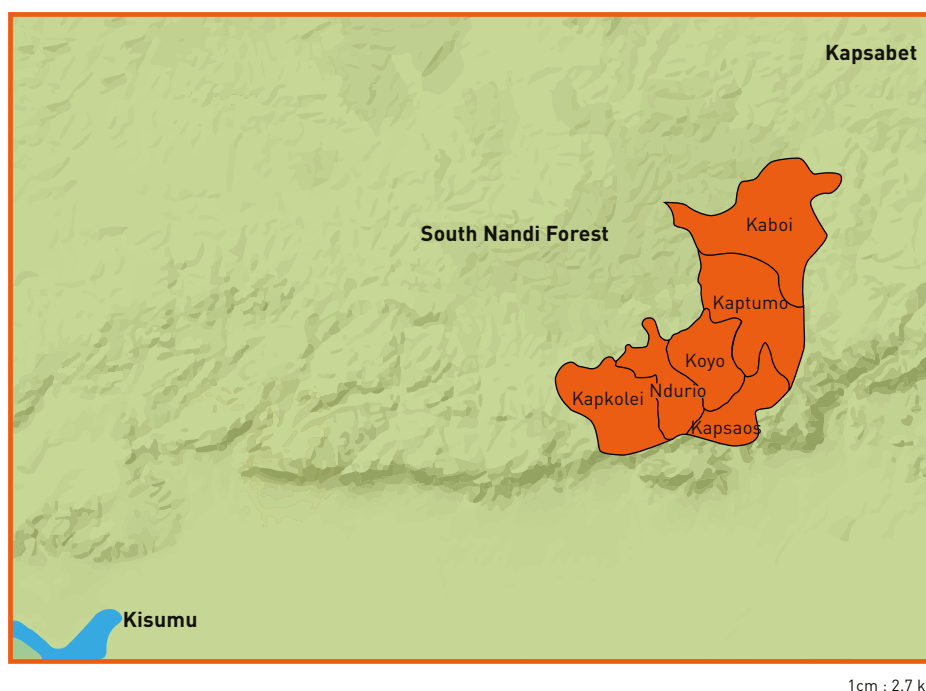 Kapsabet
Kaboi
South Nandi Forest
Kaptumo
Koyo
Ndurio
Kapkolei
Kapsaos
Kisumu
1cm : 2.7 k